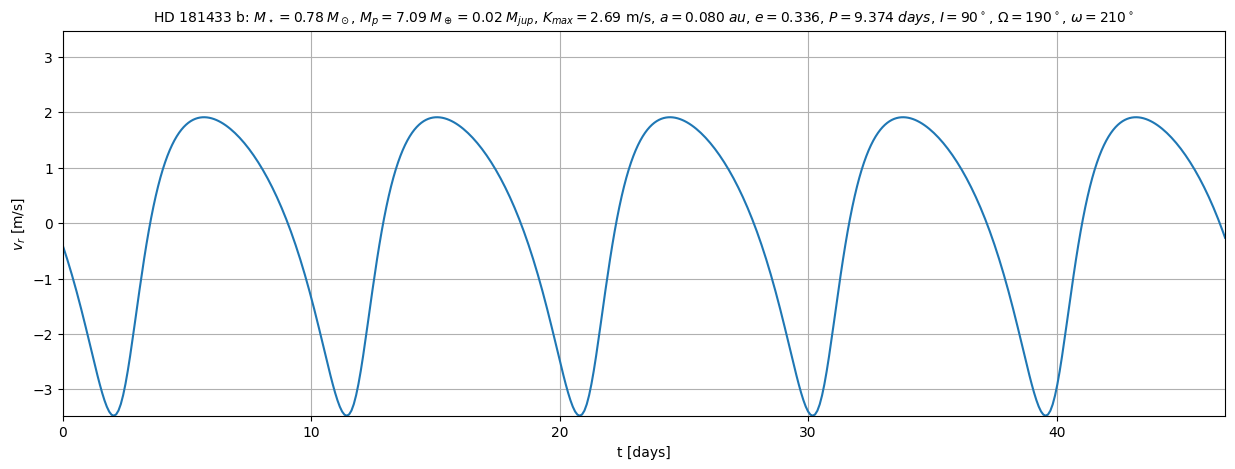 HD 181433 b: M⋆ = 0.78 M⊙, Mp = 7.09 M⊕ = 0.02 Mjup, Kmax = 2.69 m/s, a = 0.080 au, e = 0.336, P = 9.374 days, I = 90°, Ω = 190°, ω = 210°
3
2
1
0
−1
−2
−3
vr [m/s]
0 10 20 30 40
t [days]